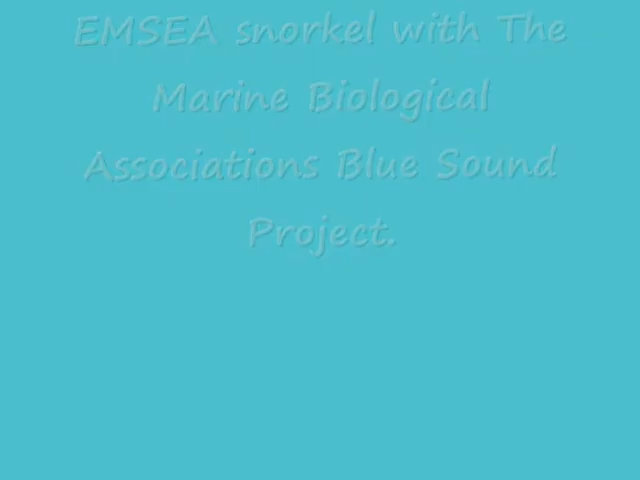 EMSEA snorkel with The
Marine Biological
Associations Blue Sound
Project.